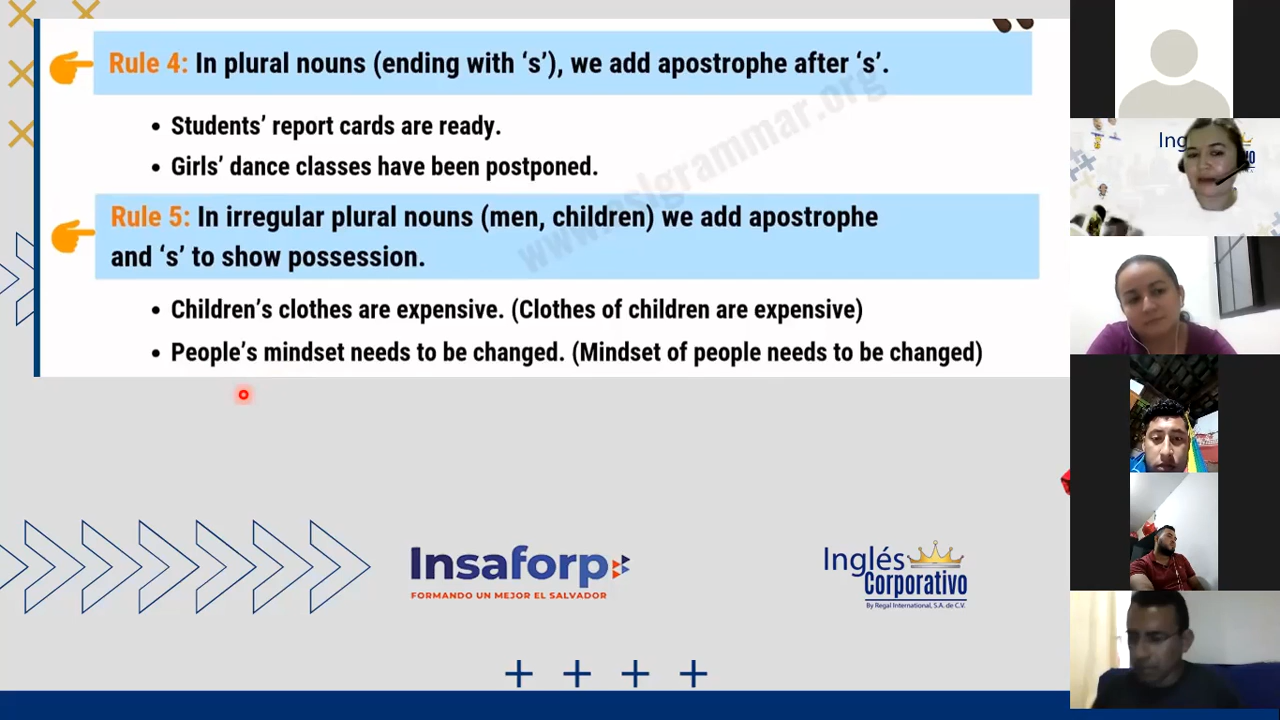 Rule 4: In plural nouns (ending with ‘s’), we add apostrophe after ‘s’.
• Students’ report cards are ready.
• Girls’ dance classes have been postponed.
Rule 5: In irregular plural nouns (men, children) we add apostrophe
and ‘s’ to show possession.
• Children’s clothes are expensive. (Clothes of children are expensive)
• People’s mindset needs to be changed. (Mindset of people needs to be changed)
Insaforp
FORMANDO UN MEJOR EL SALVADOR
Inglés
Corporativo
By Regal International, S.A. de C.V.